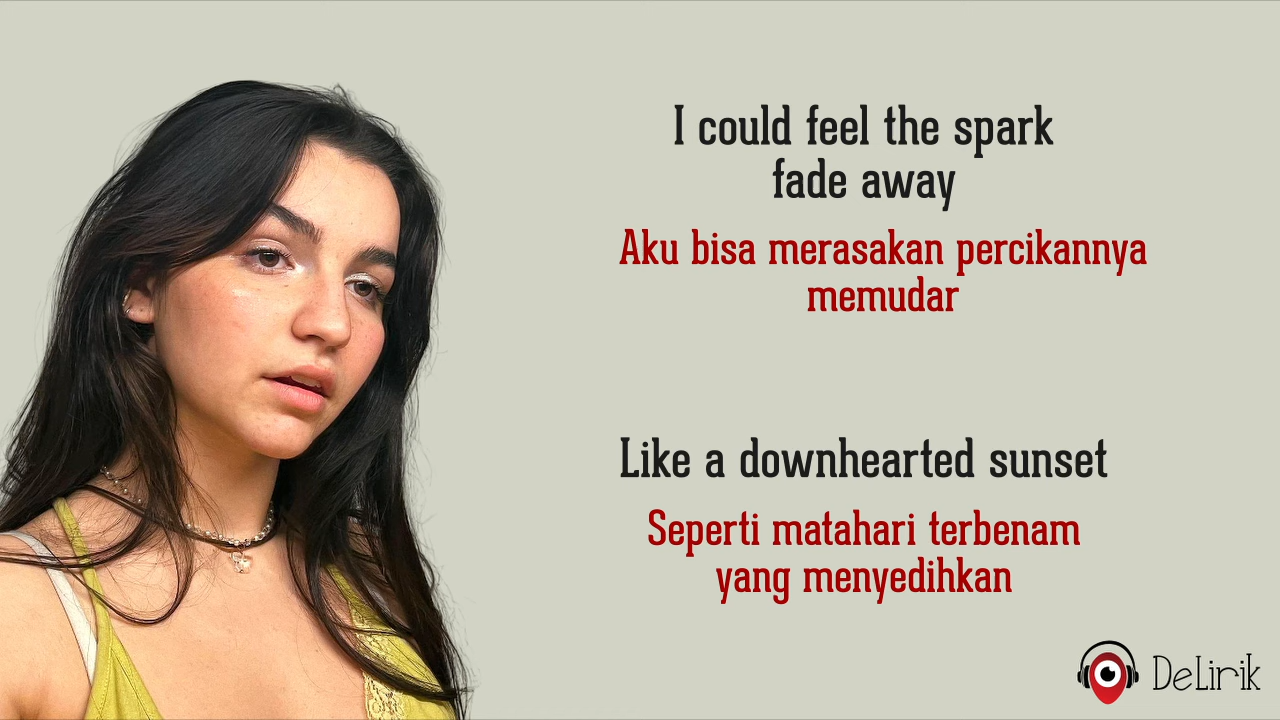 I could feel the spark
fade away
Aku bisa merasakan percikannya
memudar
Like a downhearted sunset
Seperti matahari terbenam
yang menyedihkan
DeLirik